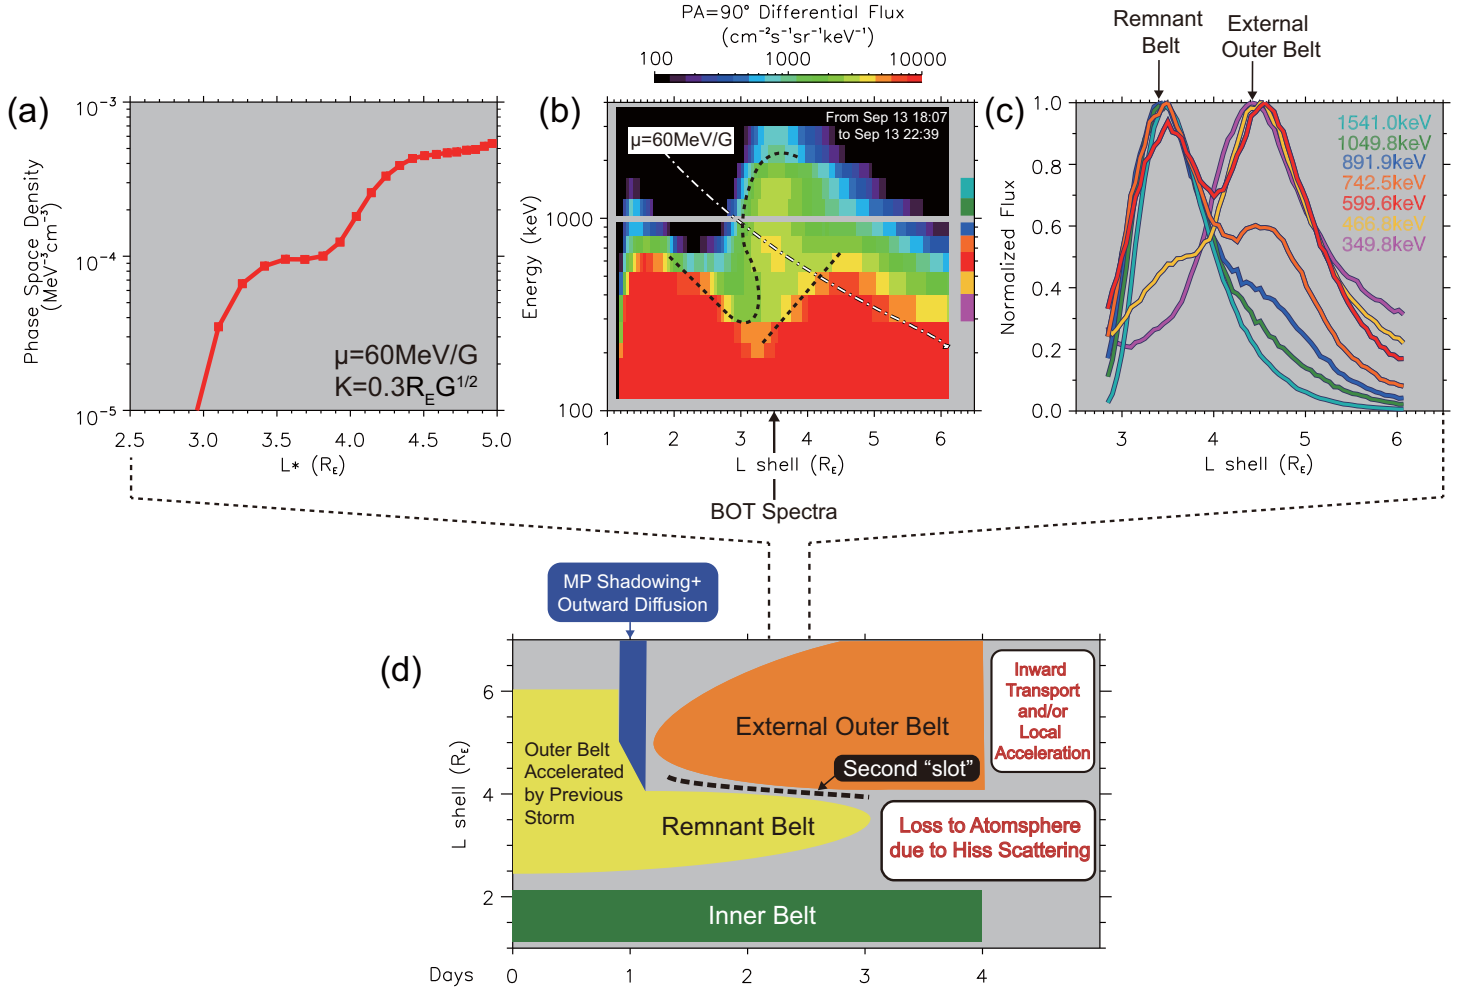 PA=90° Differential Flux
(cm⁻²s⁻¹sr⁻¹keV⁻¹)
100 1000 10000
Remnant
Belt
External
Outer Belt
(a)
10⁻³
10⁻⁴
10⁻⁵
Phase Space Density
(MeV⁻³cm⁻³)
μ=60MeV/G
K=0.3R_E G^1/2
2.5 3.0 3.5 4.0 4.5 5.0
L* (R_E)
(b)
From Sep 13 18:07
to Sep 13 22:39
μ=60MeV/G
1000
100
Energy (keV)
1 2 3 4 5 6
L shell (R_E)
BOT Spectra
(c)
1541.0keV
1049.8keV
891.9keV
742.5keV
599.6keV
466.8keV
349.8keV
1.0
0.8
0.6
0.4
0.2
0.0
Normalized Flux
3 4 5 6
L shell (R_E)
MP Shadowing+
Outward Diffusion
(d)
6
4
2
L shell (R_E)
Outer Belt
Accelerated
by Previous
Storm
External Outer Belt
Second “slot”
Remnant Belt
Inner Belt
Inward
Transport
and/or
Local
Acceleration
Loss to Atomsphere
due to Hiss Scattering
Days 0 1 2 3 4